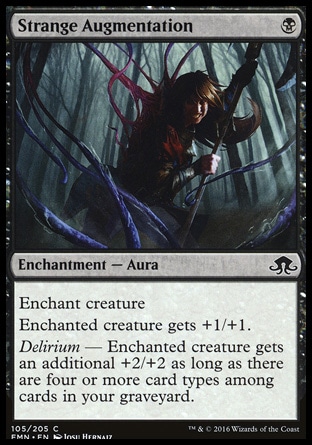 Strange Augmentation
Enchantment — Aura
Enchant creature
Enchanted creature gets +1/+1.
Delirium — Enchanted creature gets
an additional +2/+2 as long as there
are four or more card types among
cards in your graveyard.
105/205 C
EMN • EN Josu Hernaiz
™ & © 2016 Wizards of the Coast